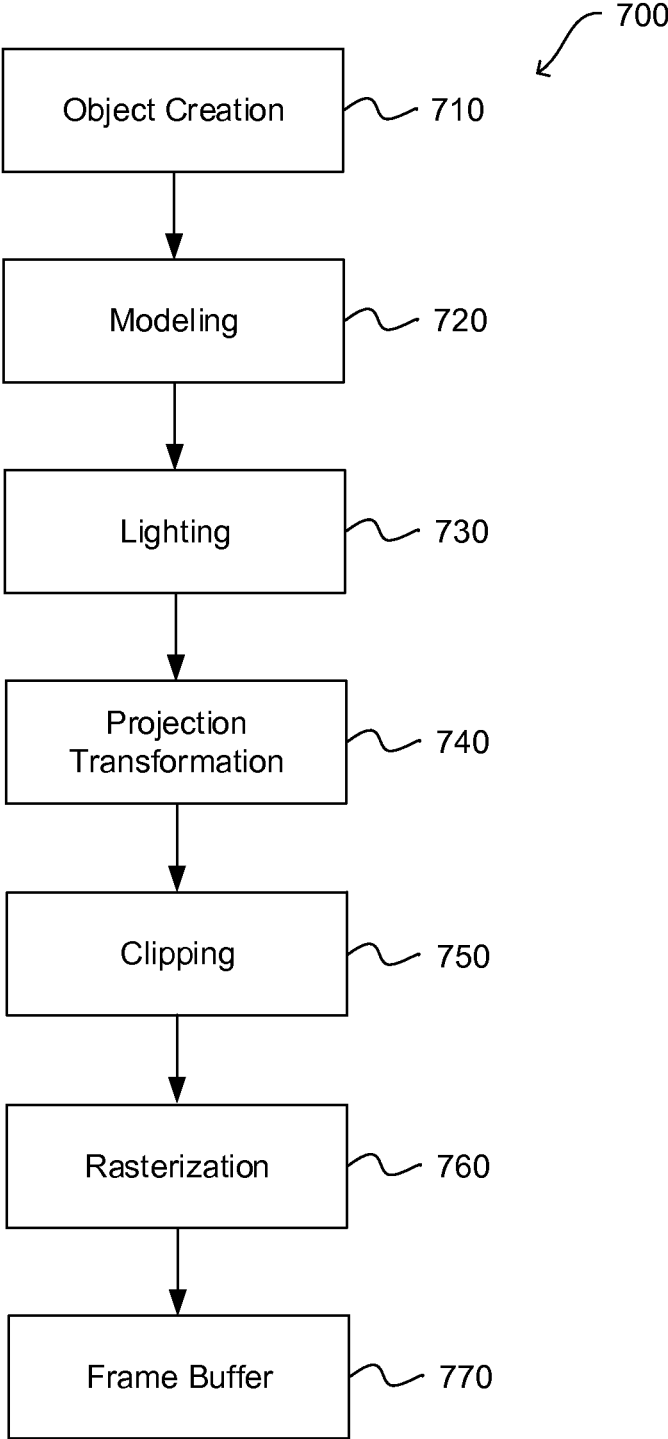 700
Object Creation
710
Modeling
720
Lighting
730
Projection
Transformation
740
Clipping
750
Rasterization
760
Frame Buffer
770